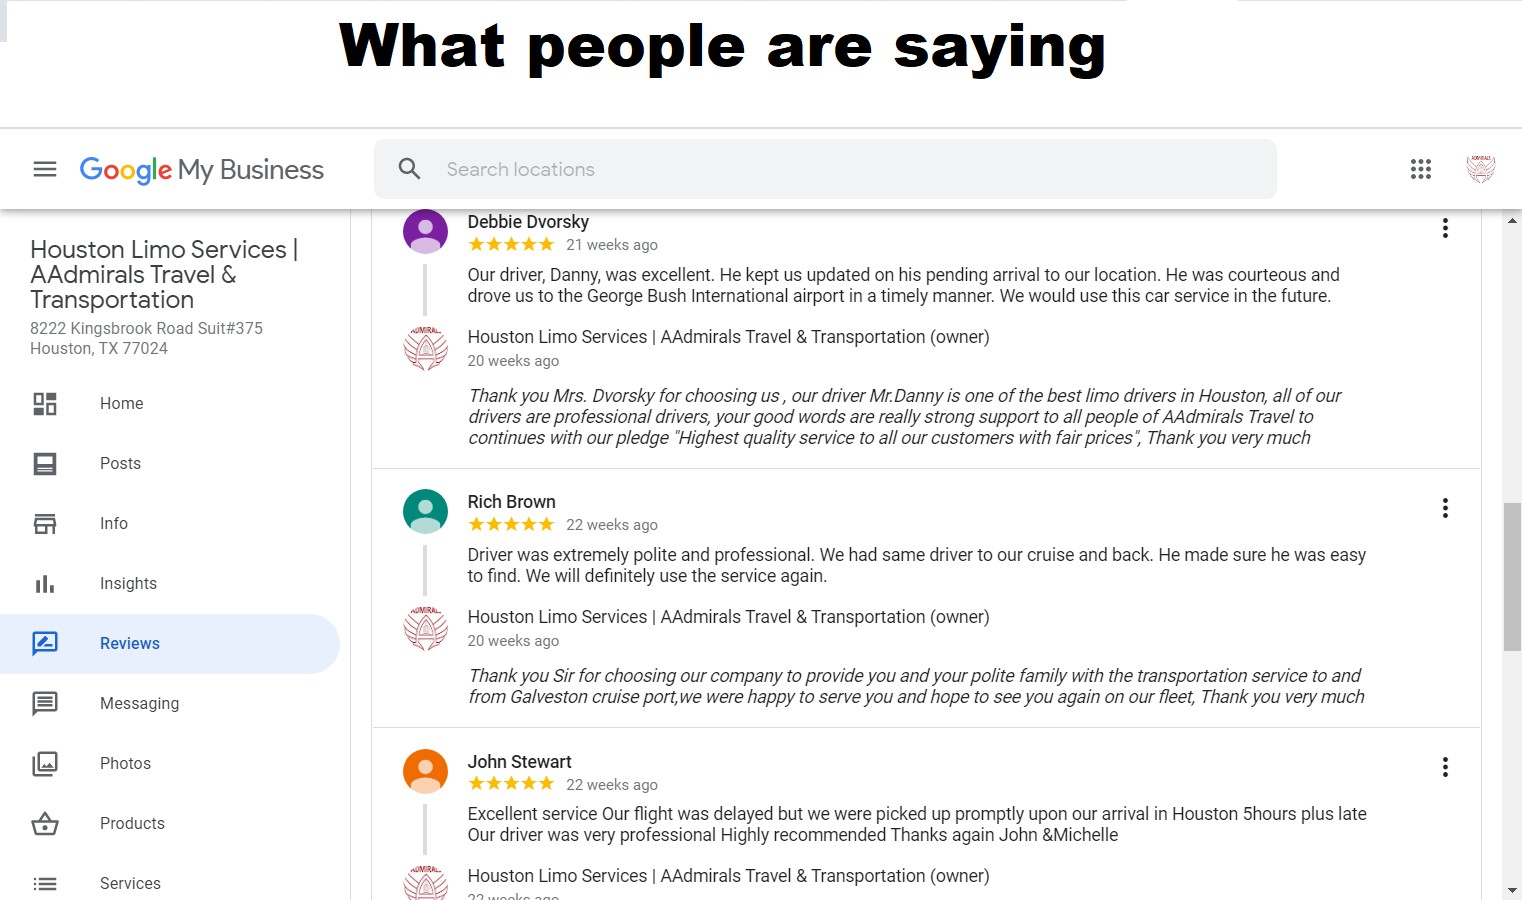 What people are saying
Google My Business
Search locations
Houston Limo Services |
AAdmirals Travel &
Transportation
8222 Kingsbrook Road Suit#375
Houston, TX 77024
Home
Posts
Info
Insights
Reviews
Messaging
Photos
Products
Services
Debbie Dvorsky
21 weeks ago
Our driver, Danny, was excellent. He kept us updated on his pending arrival to our location. He was courteous and
drove us to the George Bush International airport in a timely manner. We would use this car service in the future.
Houston Limo Services | AAdmirals Travel & Transportation (owner)
20 weeks ago
Thank you Mrs. Dvorsky for choosing us , our driver Mr.Danny is one of the best limo drivers in Houston, all of our
drivers are professional drivers, your good words are really strong support to all people of AAdmirals Travel to
continues with our pledge "Highest quality service to all our customers with fair prices", Thank you very much
Rich Brown
22 weeks ago
Driver was extremely polite and professional. We had same driver to our cruise and back. He made sure he was easy
to find. We will definitely use the service again.
Houston Limo Services | AAdmirals Travel & Transportation (owner)
20 weeks ago
Thank you Sir for choosing our company to provide you and your polite family with the transportation service to and
from Galveston cruise port,we were happy to serve you and hope to see you again on our fleet, Thank you very much
John Stewart
22 weeks ago
Excellent service Our flight was delayed but we were picked up promptly upon our arrival in Houston 5hours plus late
Our driver was very professional Highly recommended Thanks again John &Michelle
Houston Limo Services | AAdmirals Travel & Transportation (owner)
22 weeks ago